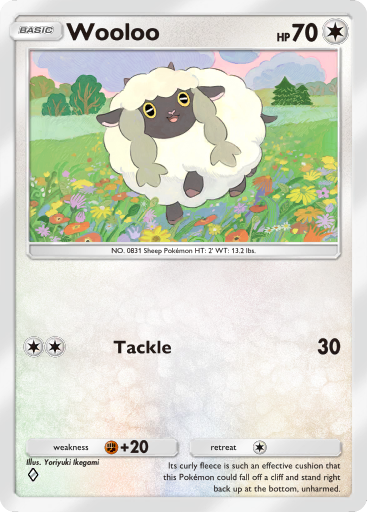 BASIC Wooloo HP 70
NO. 0831 Sheep Pokémon HT: 2' WT: 13.2 lbs.
Tackle 30
weakness +20 retreat
Illus. Yoriyuki Ikegami
Its curly fleece is such an effective cushion that
this Pokémon could fall off a cliff and stand right
back up at the bottom, unharmed.